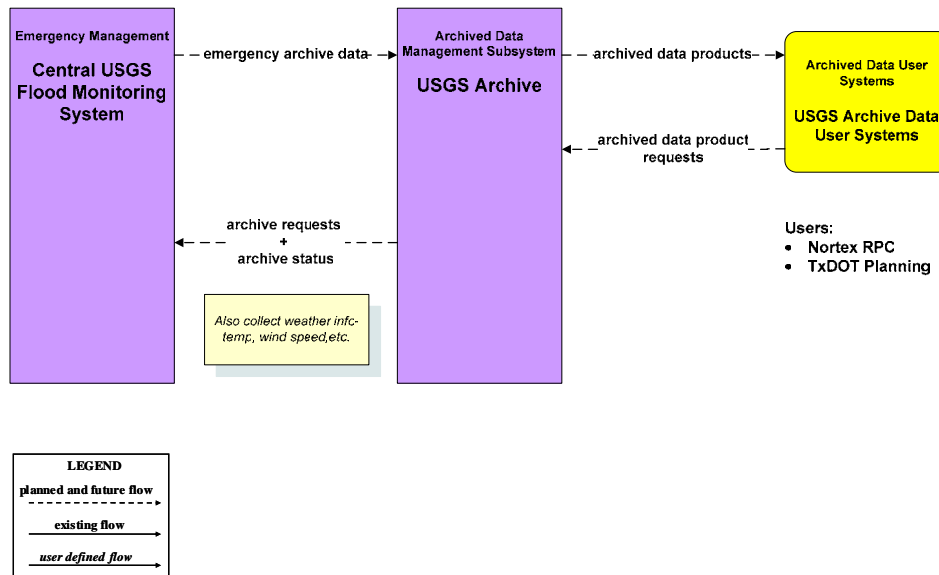 Emergency Management
Central USGS
Flood Monitoring
System
emergency archive data
Archived Data
Management Subsystem
USGS Archive
archived data products
Archived Data User
Systems
USGS Archive Data
User Systems
archived data product
requests
archive requests
+
archive status
Also collect weather info-
temp, wind speed,etc.
Users:
• Nortex RPC
• TxDOT Planning
LEGEND
planned and future flow
existing flow
user defined flow